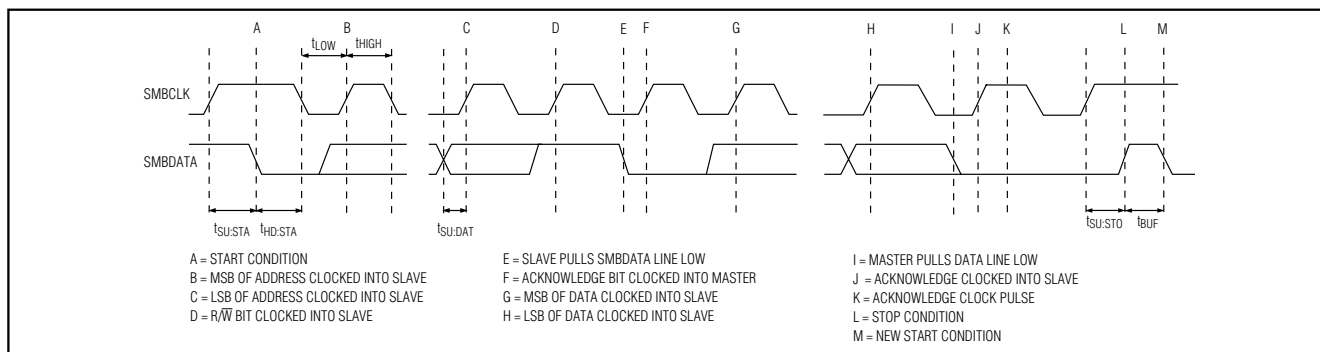 A B C D E F G H I J K L M
tLOW tHIGH
SMBCLK
SMBDATA
tSU:STA tHD:STA tSU:DAT tSU:STO tBUF
A = START CONDITION
B = MSB OF ADDRESS CLOCKED INTO SLAVE
C = LSB OF ADDRESS CLOCKED INTO SLAVE
D = R/W̅ BIT CLOCKED INTO SLAVE
E = SLAVE PULLS SMBDATA LINE LOW
F = ACKNOWLEDGE BIT CLOCKED INTO MASTER
G = MSB OF DATA CLOCKED INTO SLAVE
H = LSB OF DATA CLOCKED INTO SLAVE
I = MASTER PULLS DATA LINE LOW
J = ACKNOWLEDGE CLOCKED INTO SLAVE
K = ACKNOWLEDGE CLOCK PULSE
L = STOP CONDITION
M = NEW START CONDITION